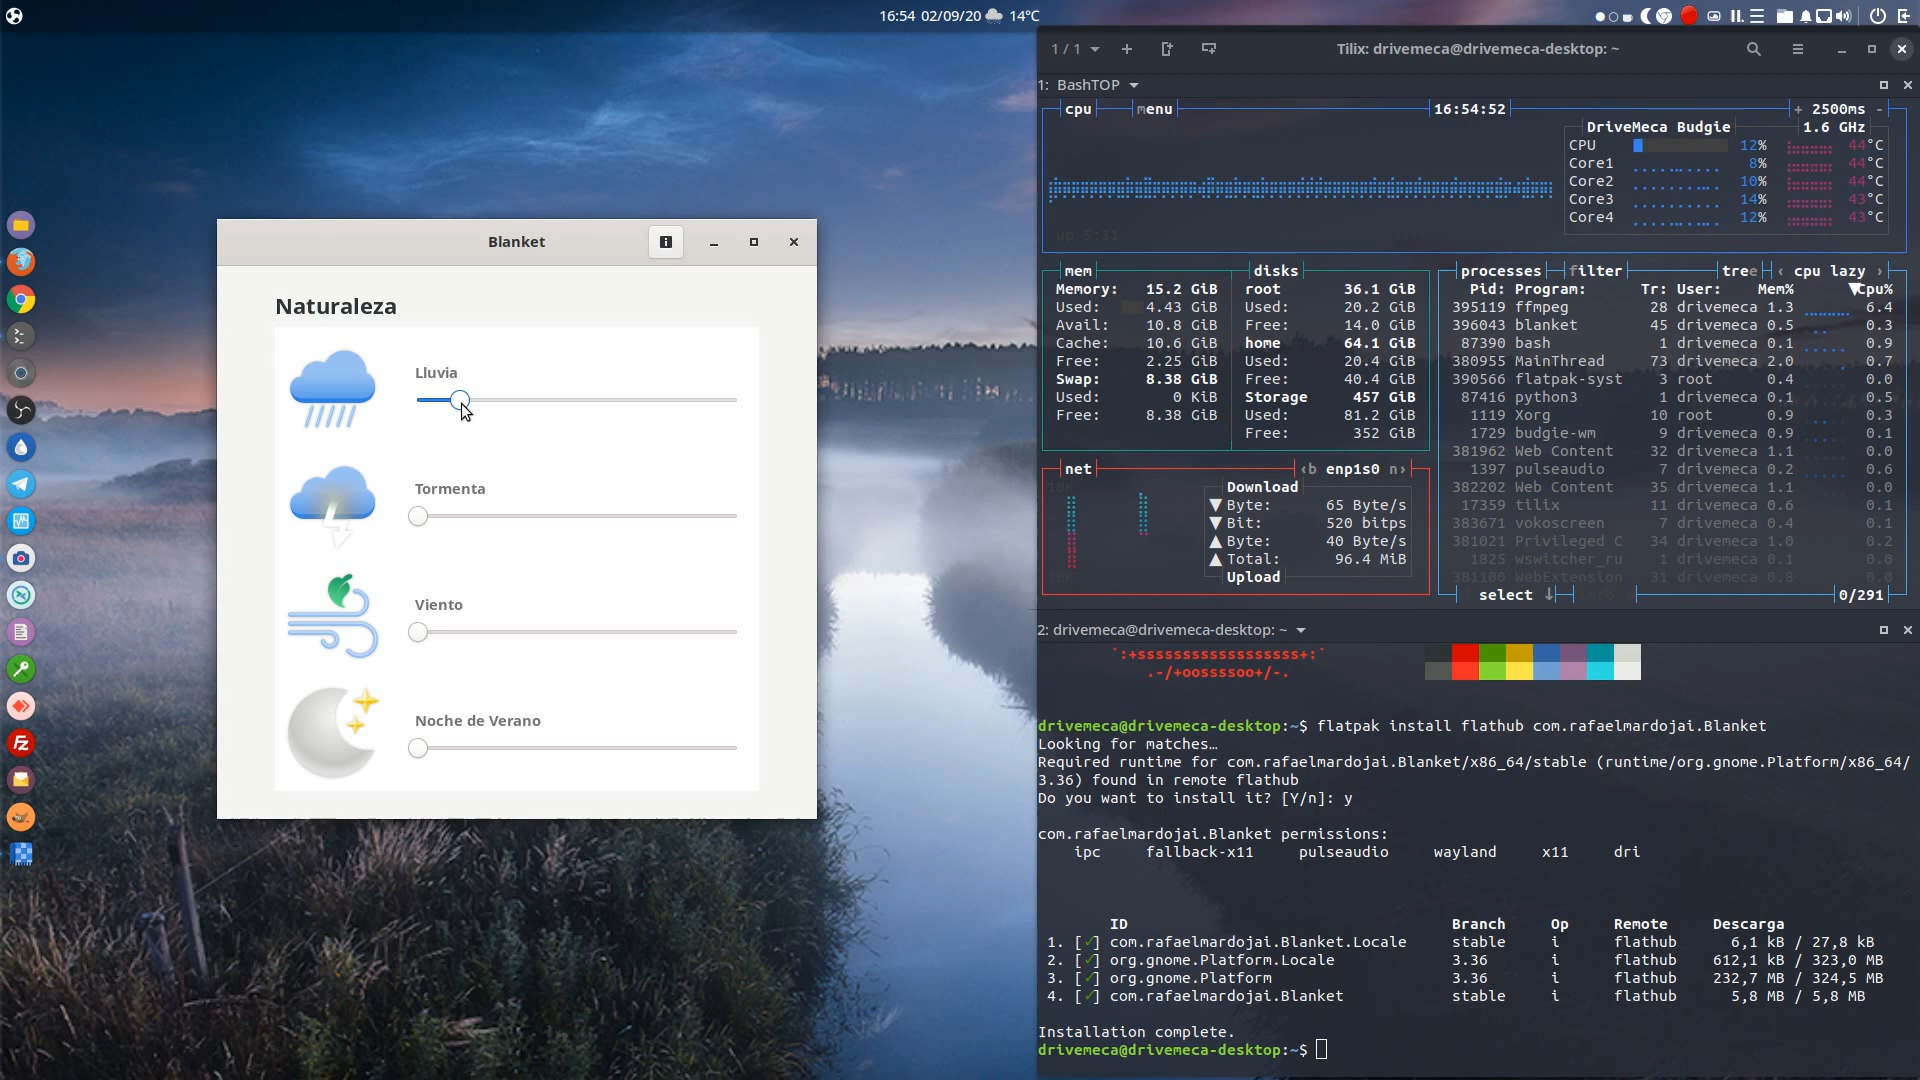 16:54 02/09/20 14°C
Blanket
Naturaleza
Lluvia
Tormenta
Viento
Noche de Verano
1 / 1
Tilix: drivemeca@drivemeca-desktop: ~
1: BashTOP
cpu menu 16:54:52 + 2500ms -
DriveMeca Budgie 1.6 GHz
CPU 12% 44°C
Core1 8% 44°C
Core2 10% 44°C
Core3 14% 43°C
Core4 12% 43°C
up 5:31
mem
Memory: 15.2 GiB
Used: 4.43 GiB
Avail: 10.8 GiB
Cache: 10.6 GiB
Free: 2.25 GiB
Swap: 8.38 GiB
Used: 0 KiB
Free: 8.38 GiB
disks
root 36.1 GiB
Used: 20.2 GiB
Free: 14.0 GiB
home 64.1 GiB
Used: 20.4 GiB
Free: 40.4 GiB
Storage 457 GiB
Used: 81.2 GiB
Free: 352 GiB
net ‹b enp1s0 n›
10K
Download
▼ Byte: 65 Byte/s
▼ Bit: 520 bitps
▲ Byte: 40 Byte/s
▲ Total: 96.4 MiB
Upload
10K
processes filter tree ‹ cpu lazy ›
Pid: Program: Tr: User: Mem% ▼Cpu%
395119 ffmpeg 28 drivemeca 1.3 6.4
396043 blanket 45 drivemeca 0.5 0.3
87390 bash 1 drivemeca 0.1 0.9
380955 MainThread 73 drivemeca 2.0 0.7
390566 flatpak-syst 3 root 0.4 0.0
87416 python3 1 drivemeca 0.1 0.5
1119 Xorg 10 root 0.9 0.3
1729 budgie-wm 9 drivemeca 0.9 0.1
381962 Web Content 32 drivemeca 1.1 0.0
1397 pulseaudio 7 drivemeca 0.2 0.6
382202 Web Content 35 drivemeca 1.1 0.0
17359 tilix 11 drivemeca 0.6 0.1
383671 vokoscreen 7 drivemeca 0.4 0.1
381021 Privileged C 34 drivemeca 1.0 0.2
1825 wswitcher_ru 1 drivemeca 0.1 0.0
381100 WebExtension 31 drivemeca 0.8 0.0
select ↓ 0/291
2: drivemeca@drivemeca-desktop: ~
`:+ssssssssssssssssss+:`
.-/+oossssoo+/-.
drivemeca@drivemeca-desktop:~$ flatpak install flathub com.rafaelmardojai.Blanket
Looking for matches…
Required runtime for com.rafaelmardojai.Blanket/x86_64/stable (runtime/org.gnome.Platform/x86_64/
3.36) found in remote flathub
Do you want to install it? [Y/n]: y
com.rafaelmardojai.Blanket permissions:
ipc fallback-x11 pulseaudio wayland x11 dri
ID Branch Op Remote Descarga
1. [✓] com.rafaelmardojai.Blanket.Locale stable i flathub 6,1 kB / 27,8 kB
2. [✓] org.gnome.Platform.Locale 3.36 i flathub 612,1 kB / 323,0 MB
3. [✓] org.gnome.Platform 3.36 i flathub 232,7 MB / 324,5 MB
4. [✓] com.rafaelmardojai.Blanket stable i flathub 5,8 MB / 5,8 MB
Installation complete.
drivemeca@drivemeca-desktop:~$